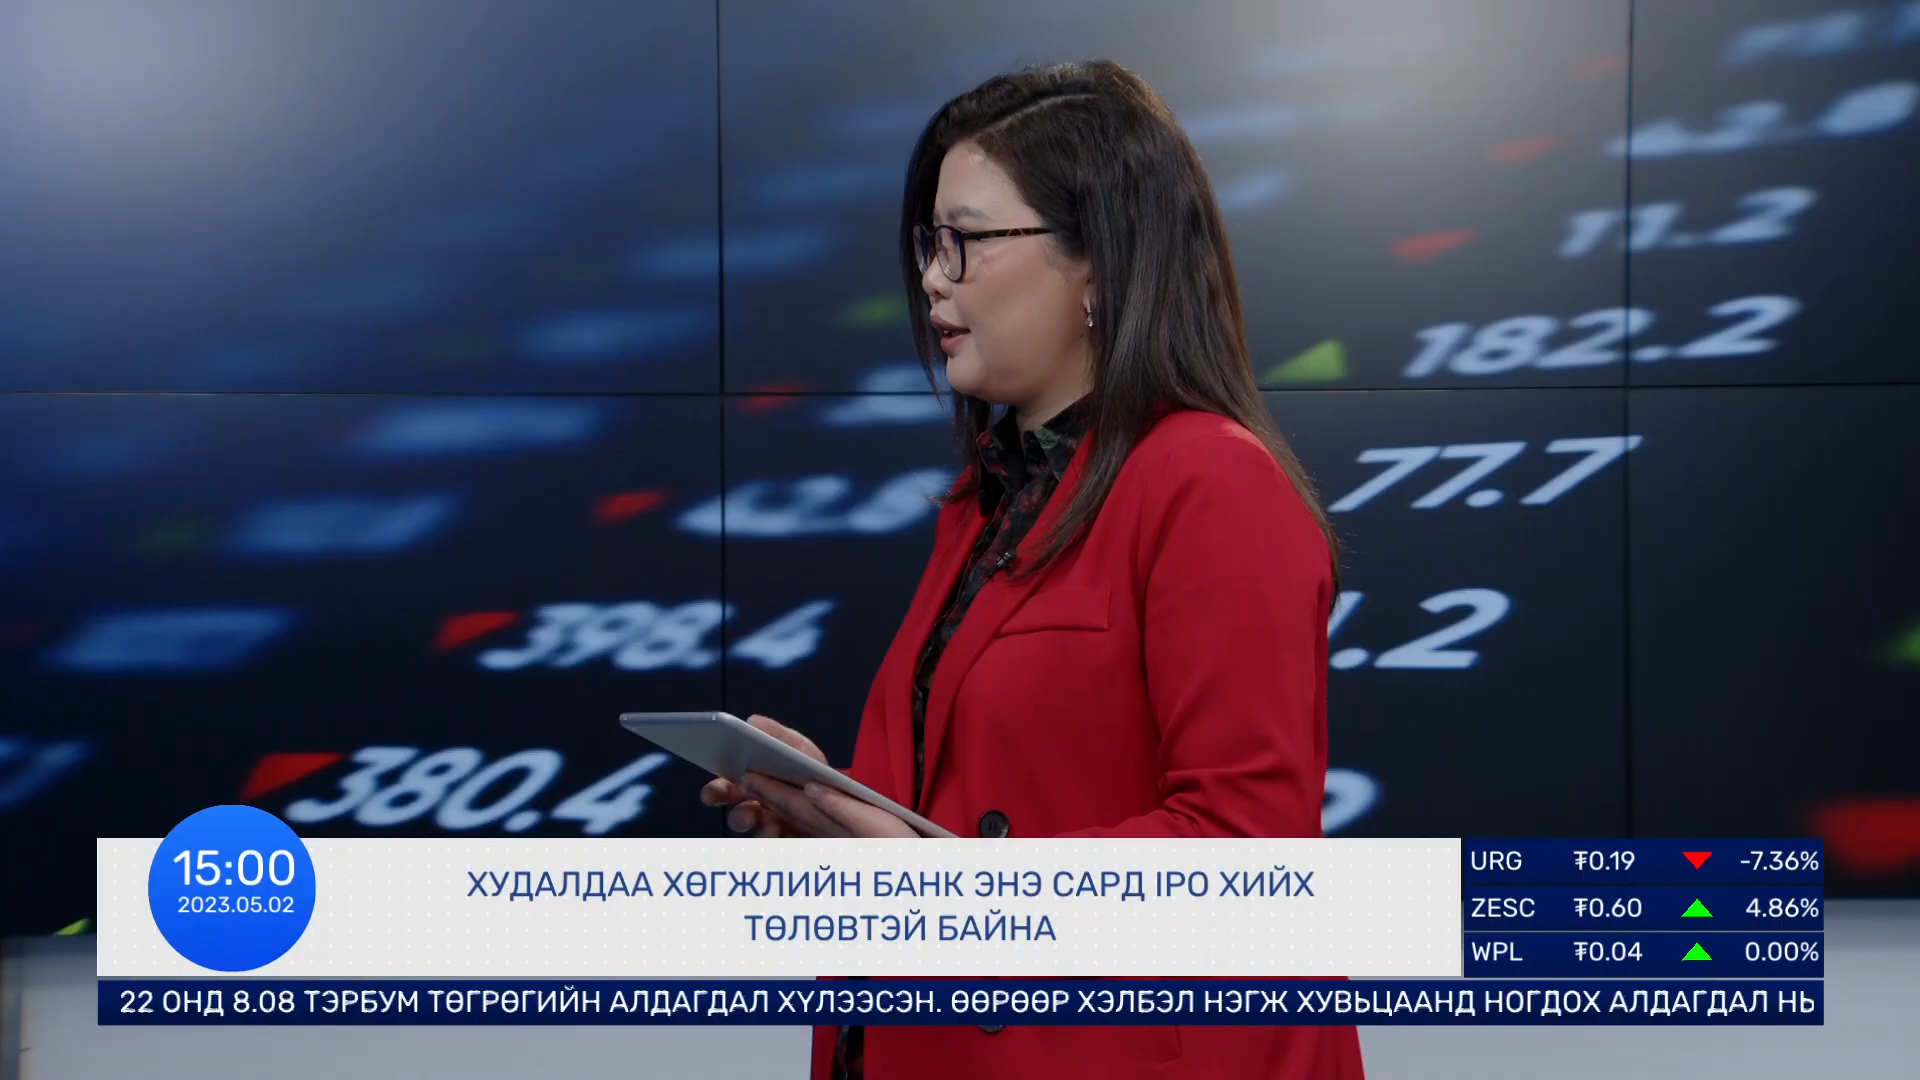 11.2
182.2
77.7
398.4
380.4
15:00
2023.05.02
ХУДАЛДАА ХӨГЖЛИЙН БАНК ЭНЭ САРД IPO ХИЙХ
ТӨЛӨВТЭЙ БАЙНА
URG ₮0.19 -7.36%
ZESC ₮0.60 4.86%
WPL ₮0.04 0.00%
22 ОНД 8.08 ТЭРБУМ ТӨГРӨГИЙН АЛДАГДАЛ ХҮЛЭЭСЭН. ӨӨРӨӨР ХЭЛБЭЛ НЭГЖ ХУВЬЦААНД НОГДОХ АЛДАГДАЛ НЬ